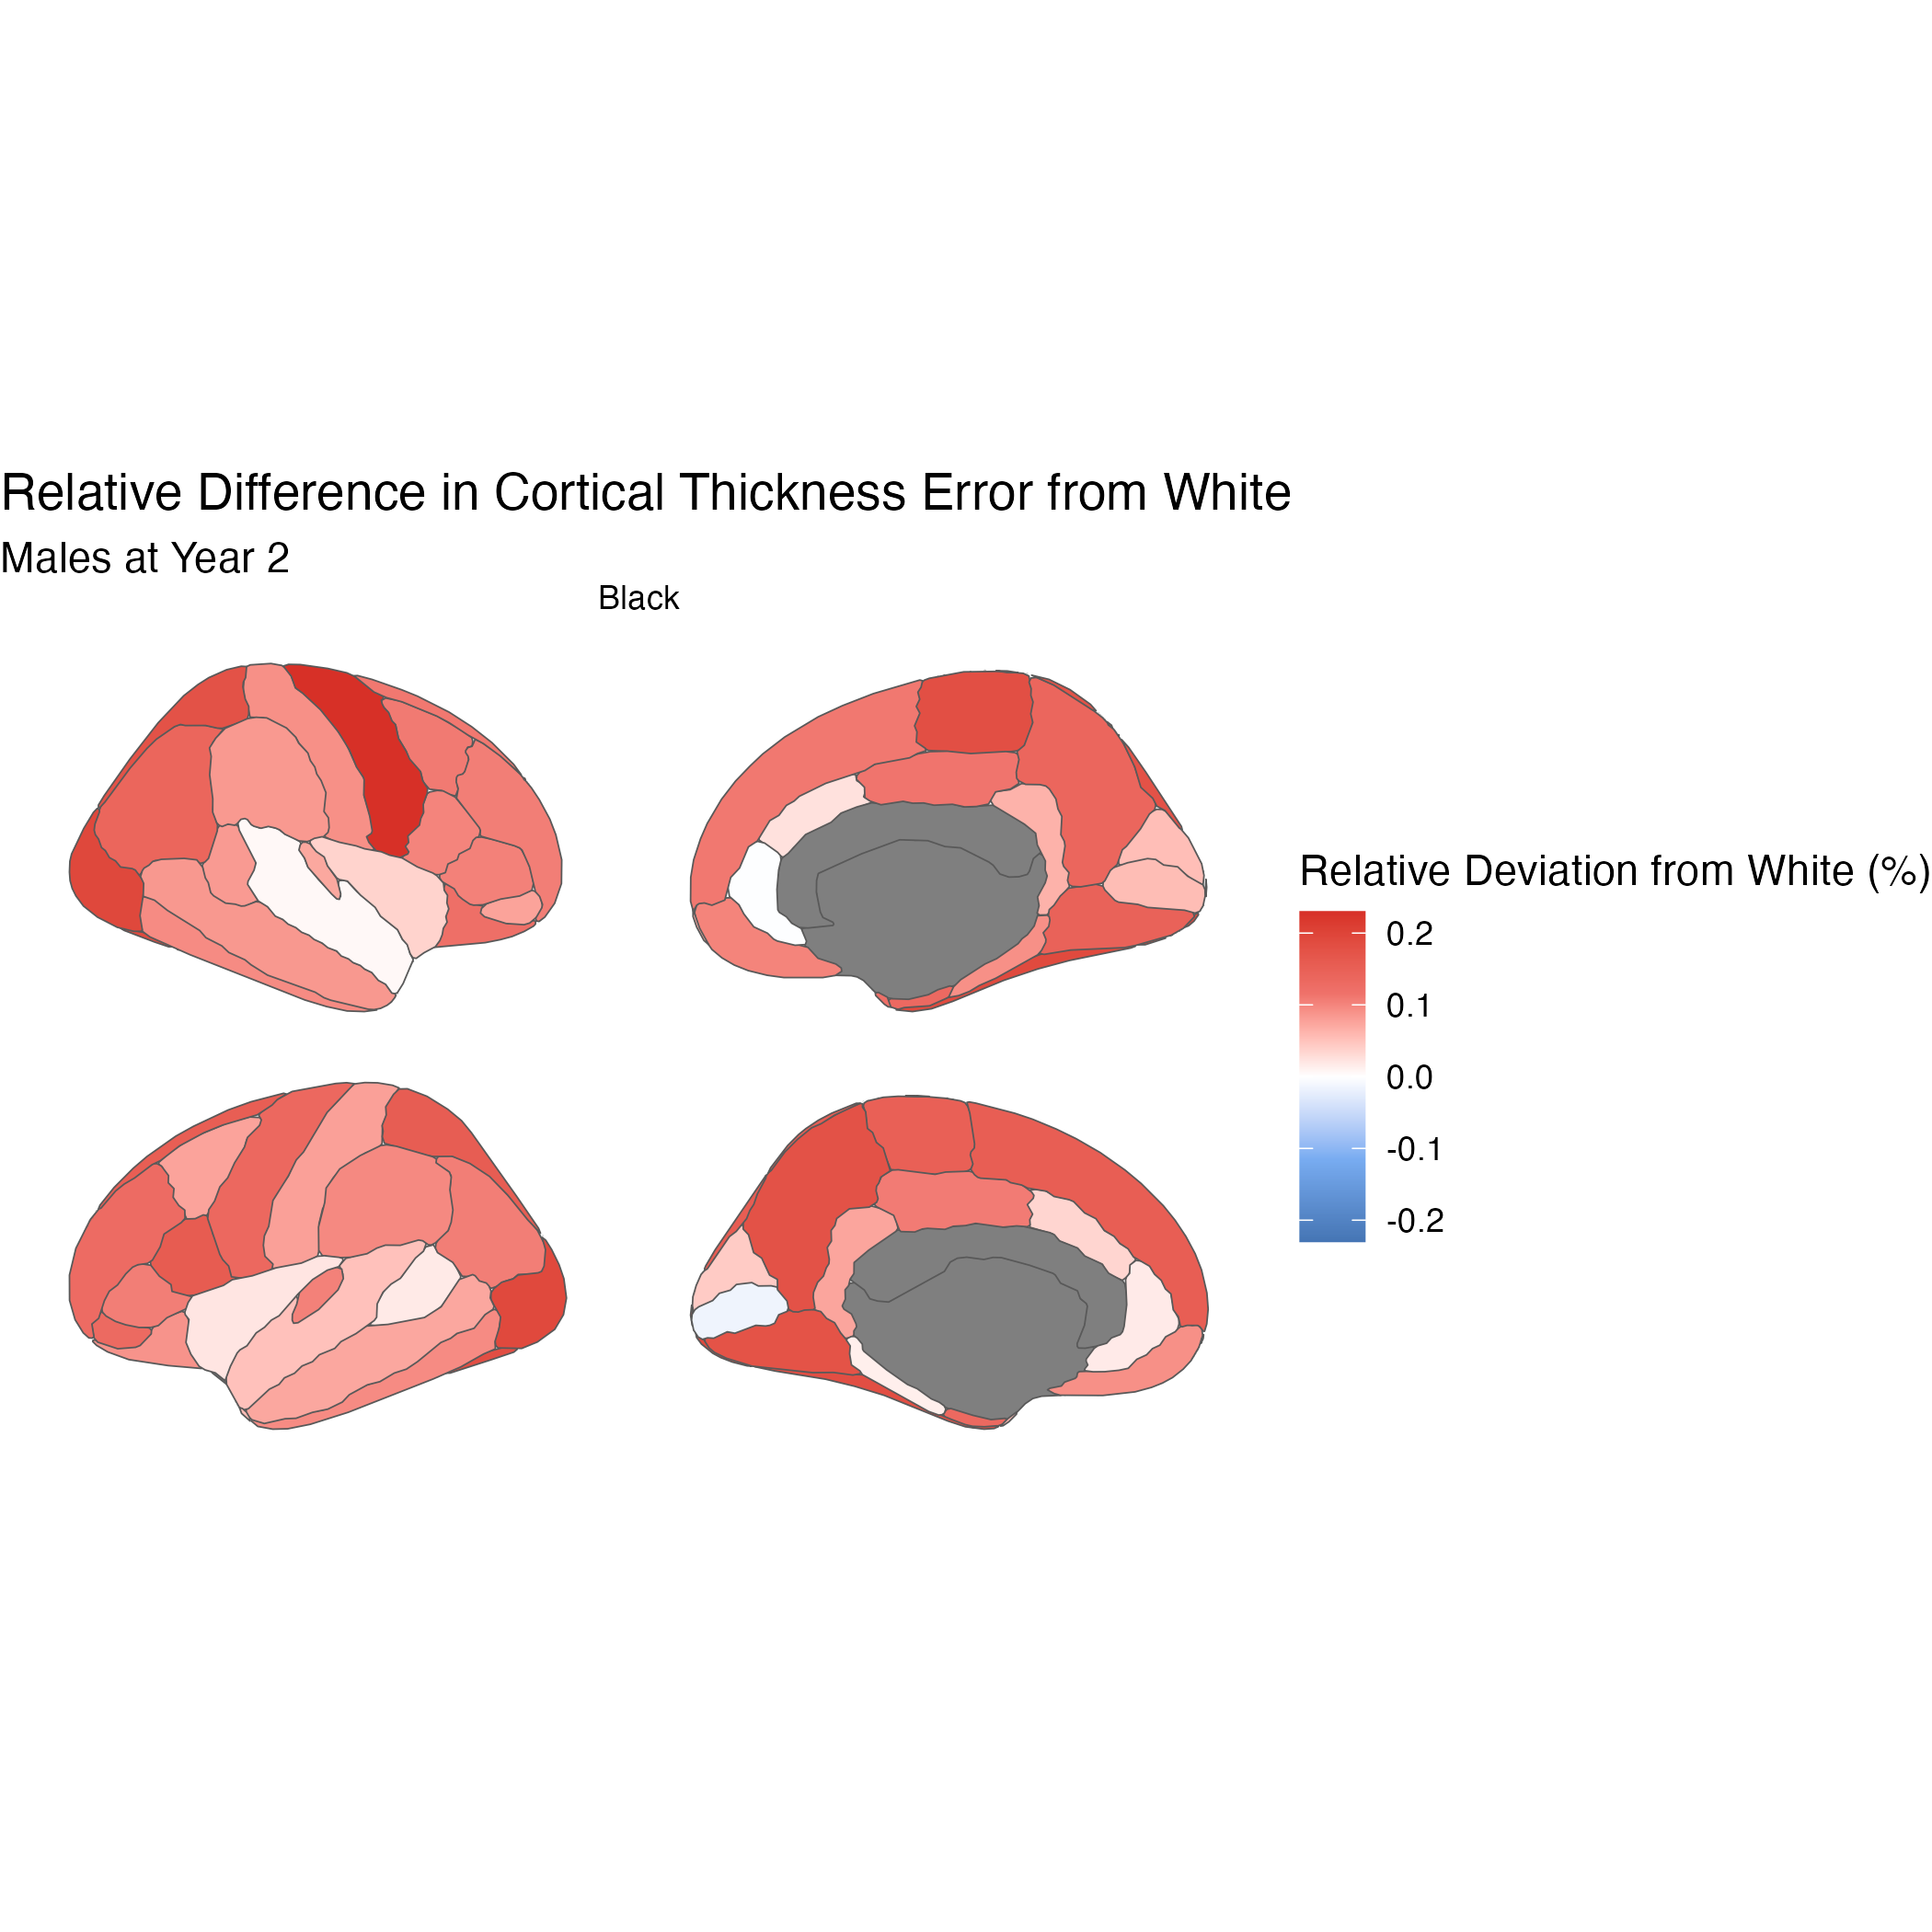 Relative Difference in Cortical Thickness Error from White
Males at Year 2
Black
Relative Deviation from White (%)
0.2
0.1
0.0
-0.1
-0.2